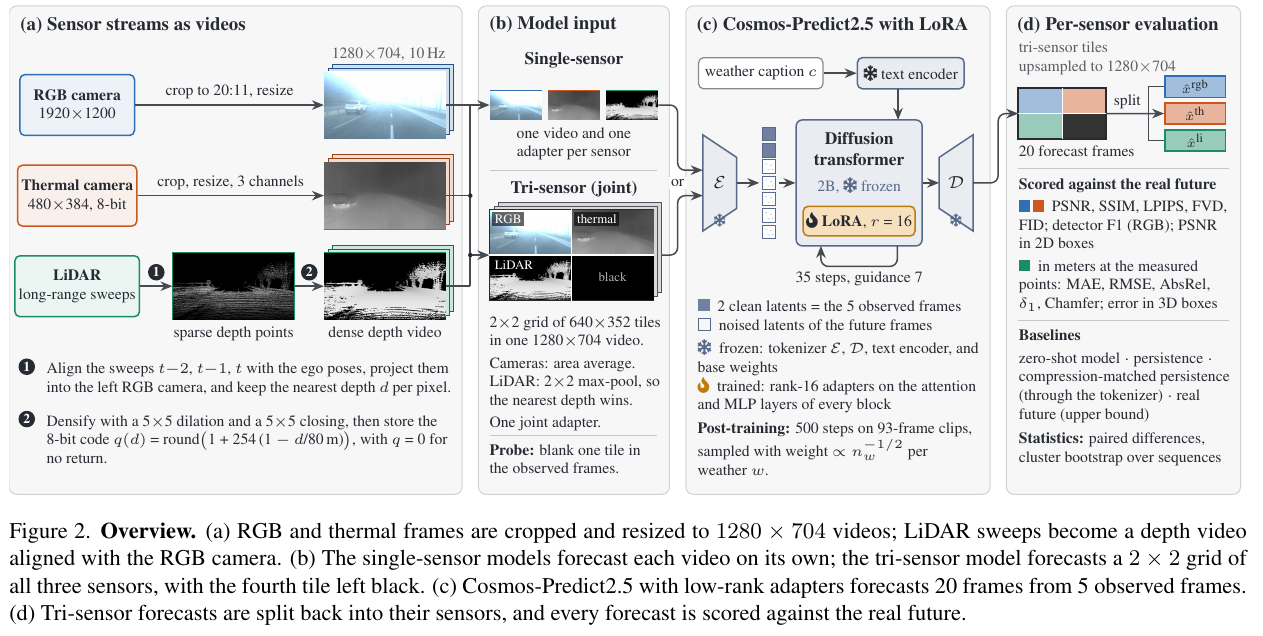 (a) Sensor streams as videos
1280×704, 10 Hz
RGB camera
1920×1200
crop to 20:11, resize
Thermal camera
480×384, 8-bit
crop, resize, 3 channels
LiDAR
long-range sweeps
1
2
sparse depth points
dense depth video
1 Align the sweeps t−2, t−1, t with the ego poses, project them
into the left RGB camera, and keep the nearest depth d per pixel.
2 Densify with a 5×5 dilation and a 5×5 closing, then store the
8-bit code q(d) = round(1 + 254 (1 − d/80 m)), with q = 0 for
no return.
(b) Model input
Single-sensor
one video and one
adapter per sensor
Tri-sensor (joint)
RGB
thermal
LiDAR
black
2×2 grid of 640×352 tiles
in one 1280×704 video.
Cameras: area average.
LiDAR: 2×2 max-pool, so
the nearest depth wins.
One joint adapter.
Probe: blank one tile in
the observed frames.
or
(c) Cosmos-Predict2.5 with LoRA
weather caption c
text encoder
ℰ
Diffusion
transformer
2B, frozen
LoRA, r = 16
𝒟
35 steps, guidance 7
2 clean latents = the 5 observed frames
noised latents of the future frames
frozen: tokenizer ℰ, 𝒟, text encoder, and
base weights
trained: rank-16 adapters on the attention
and MLP layers of every block
Post-training: 500 steps on 93-frame clips,
sampled with weight ∝ n_w^{−1/2} per
weather w.
(d) Per-sensor evaluation
tri-sensor tiles
upsampled to 1280×704
split
x̂^rgb
x̂^th
x̂^li
20 forecast frames
Scored against the real future
PSNR, SSIM, LPIPS, FVD,
FID; detector F1 (RGB); PSNR
in 2D boxes
in meters at the measured
points: MAE, RMSE, AbsRel,
δ₁, Chamfer; error in 3D boxes
Baselines
zero-shot model · persistence ·
compression-matched persistence
(through the tokenizer) · real
future (upper bound)
Statistics: paired differences,
cluster bootstrap over sequences
Figure 2. Overview. (a) RGB and thermal frames are cropped and resized to 1280 × 704 videos; LiDAR sweeps become a depth video
aligned with the RGB camera. (b) The single-sensor models forecast each video on its own; the tri-sensor model forecasts a 2 × 2 grid of
all three sensors, with the fourth tile left black. (c) Cosmos-Predict2.5 with low-rank adapters forecasts 20 frames from 5 observed frames.
(d) Tri-sensor forecasts are split back into their sensors, and every forecast is scored against the real future.